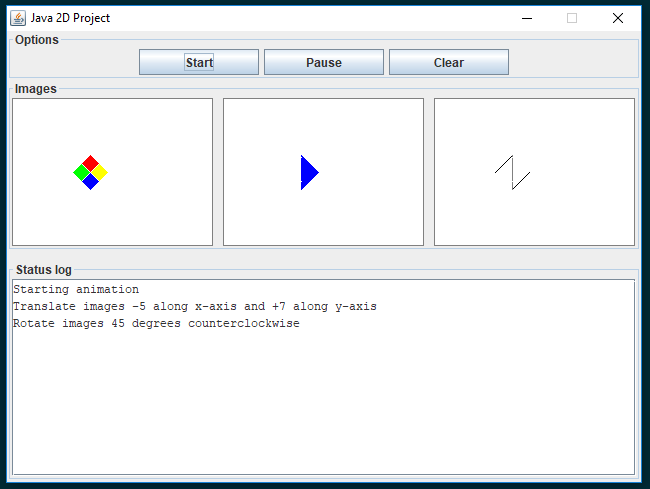 Java 2D Project
Options
Start Pause Clear
Images
Status log
Starting animation
Translate images -5 along x-axis and +7 along y-axis
Rotate images 45 degrees counterclockwise